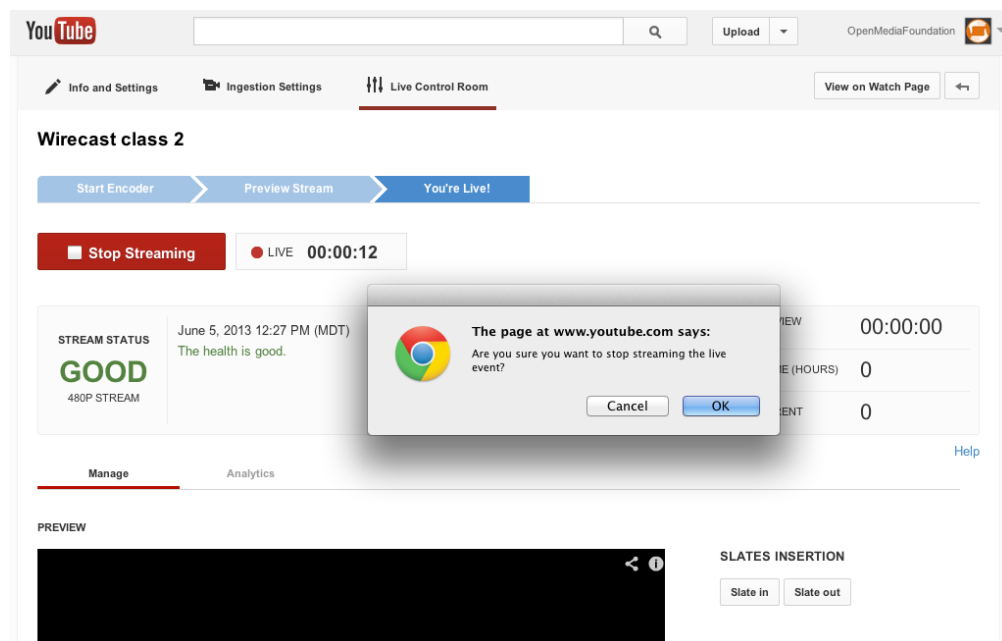 You Tube
Upload
OpenMediaFoundation
Info and Settings
Ingestion Settings
Live Control Room
View on Watch Page
Wirecast class 2
Start Encoder
Preview Stream
You're Live!
Stop Streaming
LIVE 00:00:12
STREAM STATUS
GOOD
480P STREAM
June 5, 2013 12:27 PM (MDT)
The health is good.
The page at www.youtube.com says:
Are you sure you want to stop streaming the live
event?
Cancel
OK
00:00:00
(HOURS) 0
0
Help
Manage
Analytics
PREVIEW
SLATES INSERTION
Slate in
Slate out